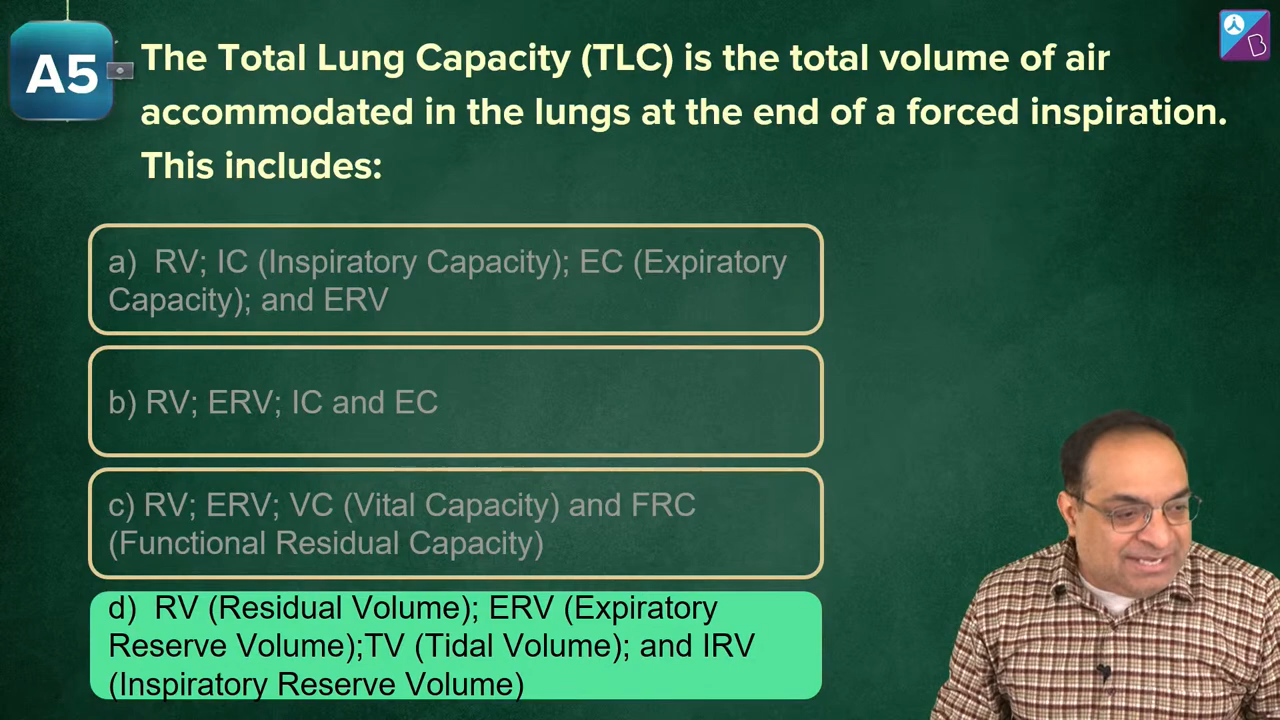 A5
The Total Lung Capacity (TLC) is the total volume of air
accommodated in the lungs at the end of a forced inspiration.
This includes:
a) RV; IC (Inspiratory Capacity); EC (Expiratory
Capacity); and ERV
b) RV; ERV; IC and EC
c) RV; ERV; VC (Vital Capacity) and FRC
(Functional Residual Capacity)
d) RV (Residual Volume); ERV (Expiratory
Reserve Volume);TV (Tidal Volume); and IRV
(Inspiratory Reserve Volume)
B